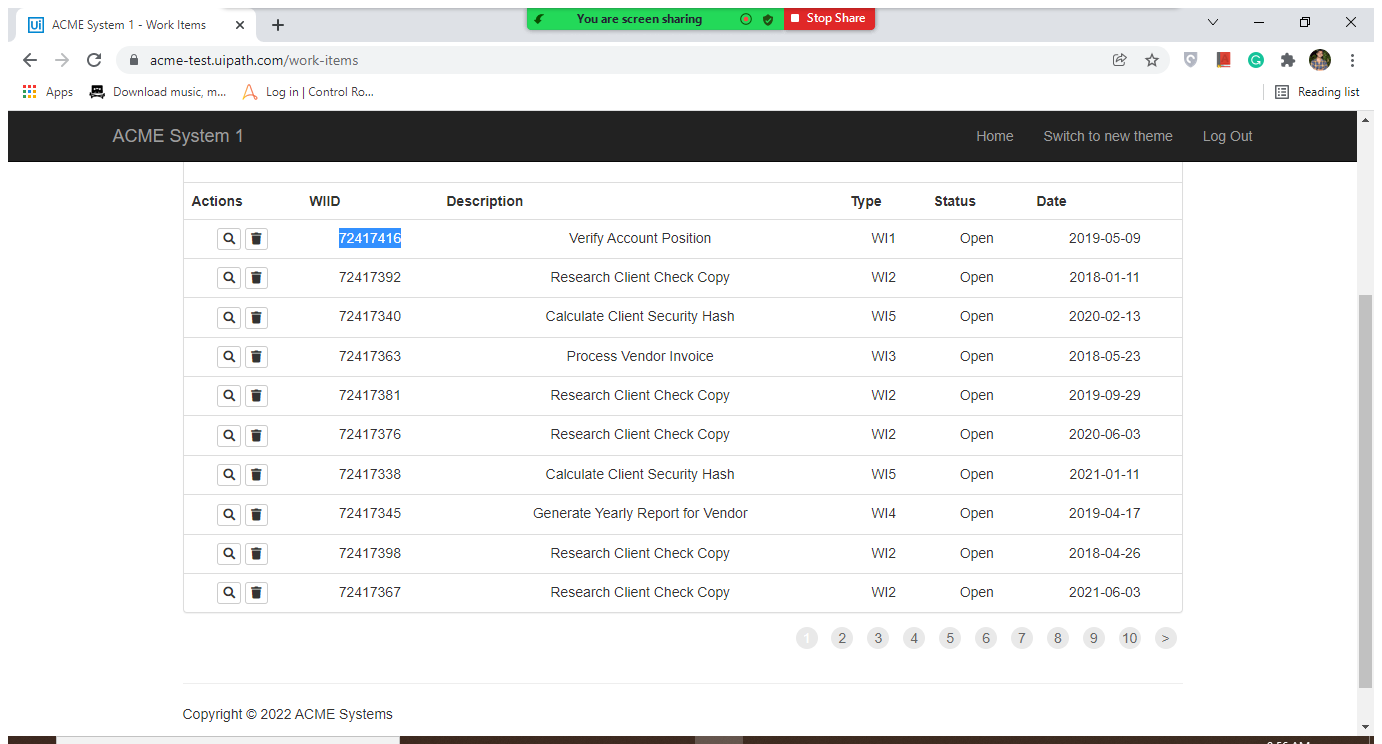 ACME System 1 - Work Items
You are screen sharing
Stop Share
acme-test.uipath.com/work-items
Apps Download music, m... Log in | Control Ro... Reading list
ACME System 1 Home Switch to new theme Log Out
Actions WIID Description Type Status Date
72417416 Verify Account Position WI1 Open 2019-05-09
72417392 Research Client Check Copy WI2 Open 2018-01-11
72417340 Calculate Client Security Hash WI5 Open 2020-02-13
72417363 Process Vendor Invoice WI3 Open 2018-05-23
72417381 Research Client Check Copy WI2 Open 2019-09-29
72417376 Research Client Check Copy WI2 Open 2020-06-03
72417338 Calculate Client Security Hash WI5 Open 2021-01-11
72417345 Generate Yearly Report for Vendor WI4 Open 2019-04-17
72417398 Research Client Check Copy WI2 Open 2018-04-26
72417367 Research Client Check Copy WI2 Open 2021-06-03
1 2 3 4 5 6 7 8 9 10 >
Copyright © 2022 ACME Systems